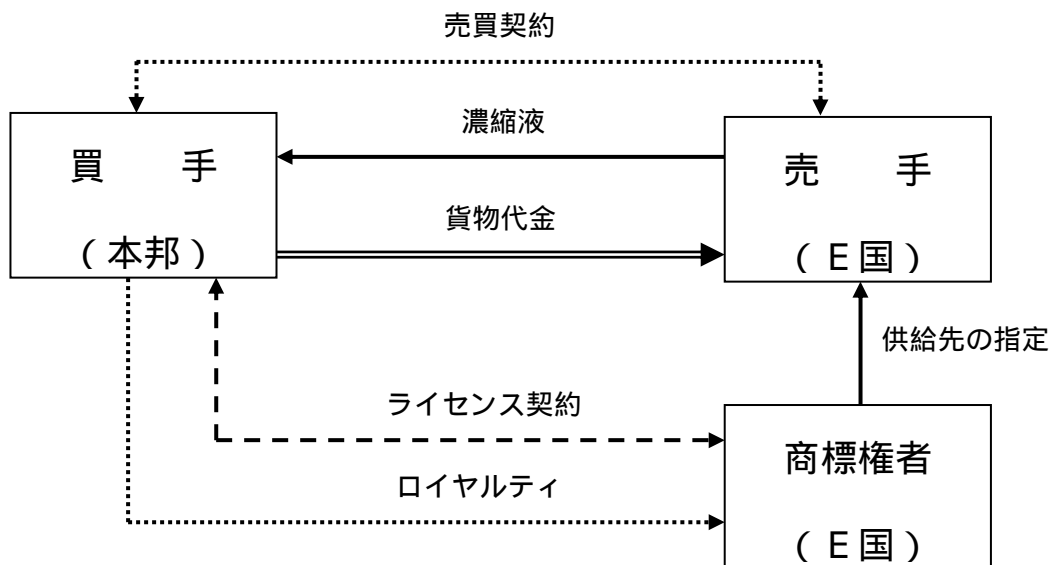 売買契約
濃縮液
買　　手
売　　手
貨物代金
（本邦）
（Ｅ国）
供給先の指定
ライセンス契約
商標権者
ロイヤルティ
（Ｅ国）